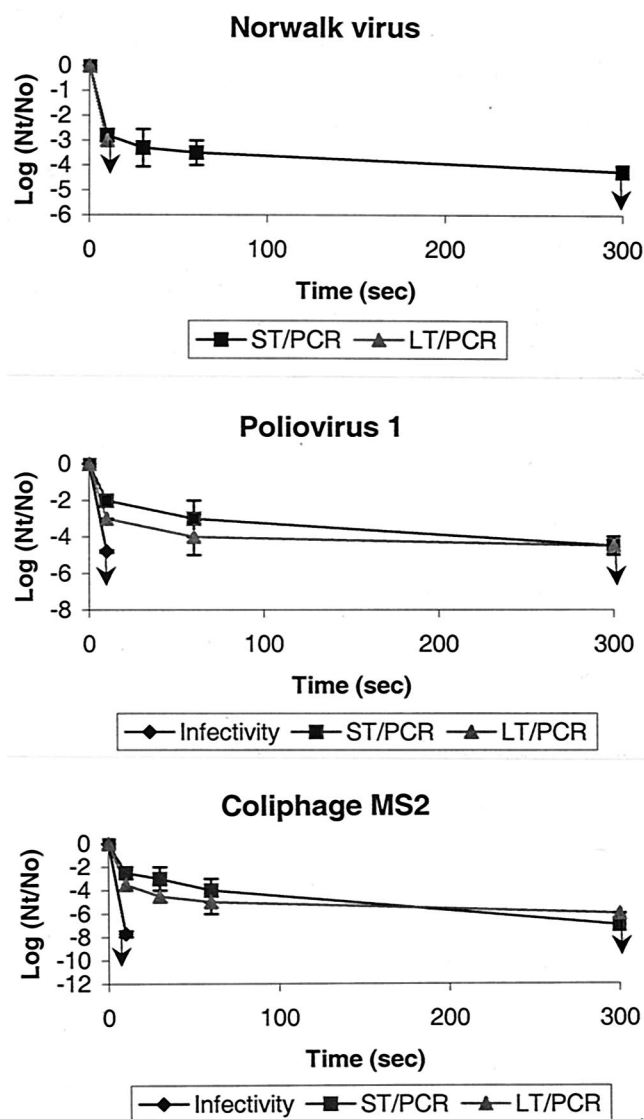 Norwalk virus
Log (Nt/No)
0
-1
-2
-3
-4
-5
-6
0 100 200 300
Time (sec)
ST/PCR LT/PCR
Poliovirus 1
Log (Nt/No)
0
-2
-4
-6
-8
0 100 200 300
Time (sec)
Infectivity ST/PCR LT/PCR
Coliphage MS2
Log (Nt/No)
0
-2
-4
-6
-8
-10
-12
0 100 200 300
Time (sec)
Infectivity ST/PCR LT/PCR